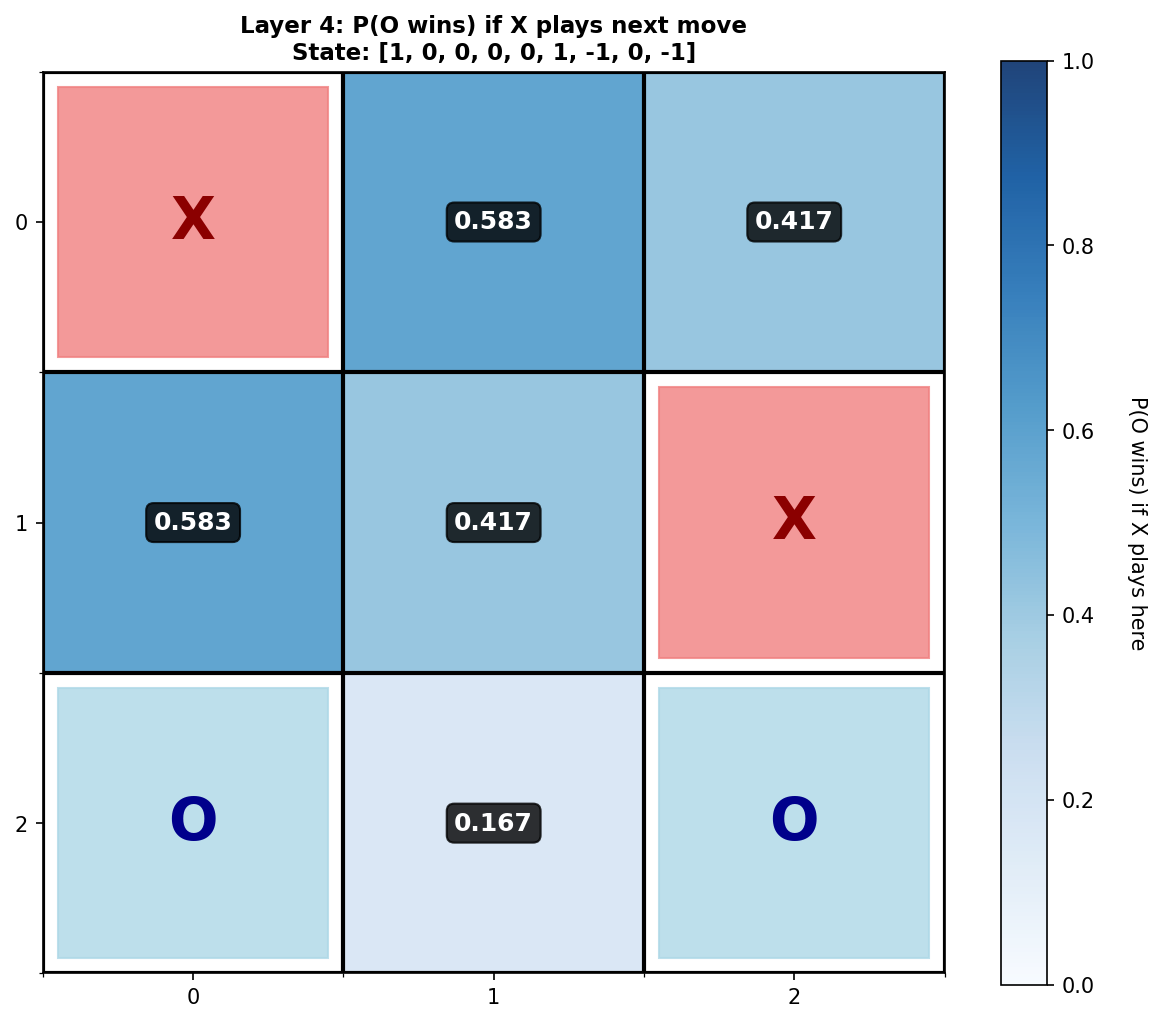 Layer 4: P(O wins) if X plays next move
State: [1, 0, 0, 0, 0, 1, -1, 0, -1]
0
X
0.583
0.417
1
0.583
0.417
X
2
O
0.167
O
0
1
2
1.0
0.8
0.6
0.4
0.2
0.0
P(O wins) if X plays here